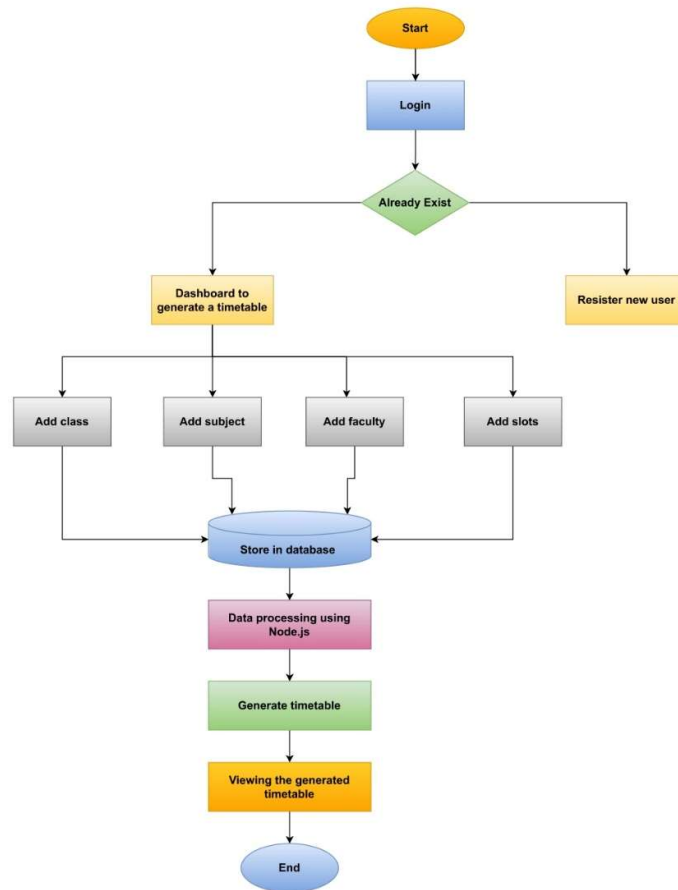 Start
Login
Already Exist
Dashboard to
generate a timetable
Resister new user
Add class
Add subject
Add faculty
Add slots
Store in database
Data processing using
Node.js
Generate timetable
Viewing the generated
timetable
End